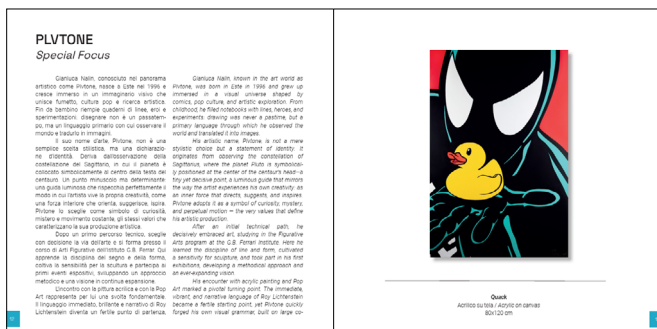 PLVTONE
Special Focus
Gianluca Nalin, conosciuto nel panorama
artistico come Plvtone, nasce a Este nel 1996 e
cresce immerso in un immaginario visivo che
unisce fumetto, cultura pop e ricerca artistica.
Fin da bambino riempie quaderni di linee, eroi e
sperimentazioni: disegnare non è un passatem-
po, ma un linguaggio primario con cui osservare il
mondo e tradurlo in immagini.
Il suo nome d'arte, Plvtone, non è una
semplice scelta stilistica, ma una dichiarazio-
ne d'identità. Deriva dall'osservazione della
costellazione del Sagittario, in cui il pianeta è
collocato simbolicamente al centro della testa del
centauro. Un punto minuscolo ma determinante:
una guida luminosa che rispecchia perfettamente il
modo in cui l'artista vive la propria creatività, come
una forza interiore che orienta, suggerisce, ispira.
Plvtone lo sceglie come simbolo di curiosità,
mistero e movimento costante, gli stessi valori che
caratterizzano la sua produzione artistica.
Dopo un primo percorso tecnico, sceglie
con decisione la via dell'arte e si forma presso il
corso di Arti Figurative dell'Istituto G.B. Ferrari. Qui
apprende la disciplina del segno e della forma,
coltiva la sensibilità per la scultura e partecipa ai
primi eventi espositivi, sviluppando un approccio
metodico e una visione in continua espansione.
L'incontro con la pittura acrilica e con la Pop
Art rappresenta per lui una svolta fondamentale.
Il linguaggio immediato, brillante e narrativo di Roy
Lichtenstein diventa un fertile punto di partenza,
Gianluca Nalin, known in the art world as
Plvtone, was born in Este in 1996 and grew up
immersed in a visual universe shaped by
comics, pop culture, and artistic exploration. From
childhood, he filled notebooks with lines, heroes, and
experiments: drawing was never a pastime, but a
primary language through which he observed the
world and translated it into images.
His artistic name, Plvtone, is not a mere
stylistic choice but a statement of identity. It
originates from observing the constellation of
Sagittarius, where the planet Pluto is symbolical-
ly positioned at the center of the centaur's head—a
tiny yet decisive point, a luminous guide that mirrors
the way the artist experiences his own creativity: as
an inner force that directs, suggests, and inspires.
Plvtone adopts it as a symbol of curiosity, mystery,
and perpetual motion — the very values that define
his artistic production.
After an initial technical path, he
decisively embraced art, studying in the Figurative
Arts program at the G.B. Ferrari Institute. Here he
learned the discipline of line and form, cultivated
a sensitivity for sculpture, and took part in his first
exhibitions, developing a methodical approach and
an ever-expanding vision.
His encounter with acrylic painting and Pop
Art marked a pivotal turning point. The immediate,
vibrant, and narrative language of Roy Lichtenstein
became a fertile starting point, yet Plvtone quickly
forged his own visual grammar, built on large co-
Quack
Acrilico su tela / Acrylic on canvas
80x120 cm